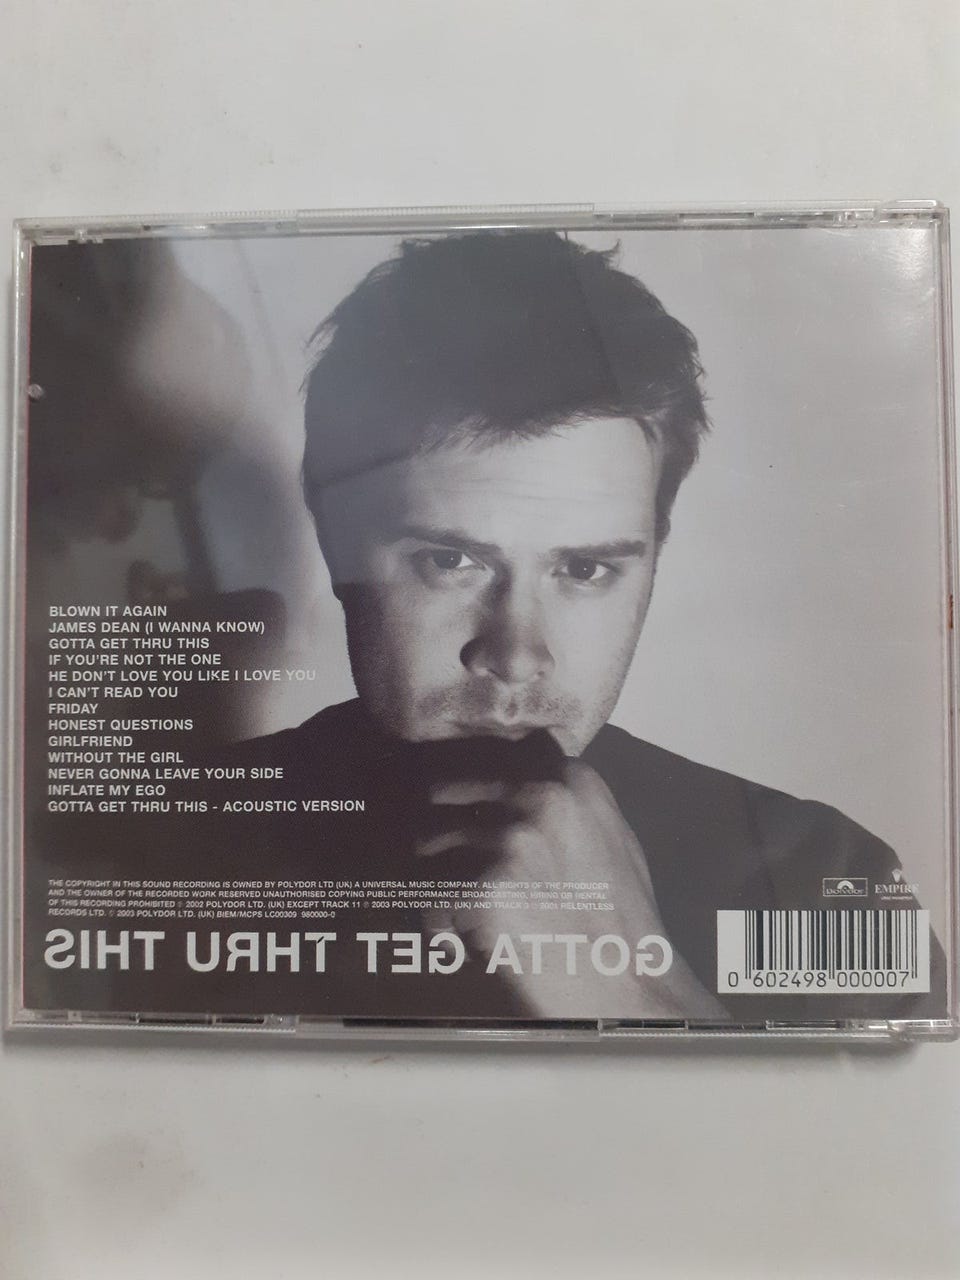 BLOWN IT AGAIN
JAMES DEAN (I WANNA KNOW)
GOTTA GET THRU THIS
IF YOU'RE NOT THE ONE
HE DON'T LOVE YOU LIKE I LOVE YOU
I CAN'T READ YOU
FRIDAY
HONEST QUESTIONS
GIRLFRIEND
WITHOUT THE GIRL
NEVER GONNA LEAVE YOUR SIDE
INFLATE MY EGO
GOTTA GET THRU THIS - ACOUSTIC VERSION
THE COPYRIGHT IN THIS SOUND RECORDING IS OWNED BY POLYDOR LTD (UK) A UNIVERSAL MUSIC COMPANY. ALL RIGHTS OF THE PRODUCER
AND THE OWNER OF THE RECORDED WORK RESERVED UNAUTHORISED COPYING PUBLIC PERFORMANCE BROADCASTING, HIRING OR RENTAL
OF THIS RECORDING PROHIBITED ℗ 2002 POLYDOR LTD. (UK) EXCEPT TRACK 11 ℗ 2003 POLYDOR LTD. (UK) AND TRACK 3 ℗ 2001 RELENTLESS
RECORDS LTD. © 2003 POLYDOR LTD. (UK) BIEM/MCPS LC00309 980000-0
GOTTA GET THRU THIS
polydor
EMPIRE
0 602498 000007